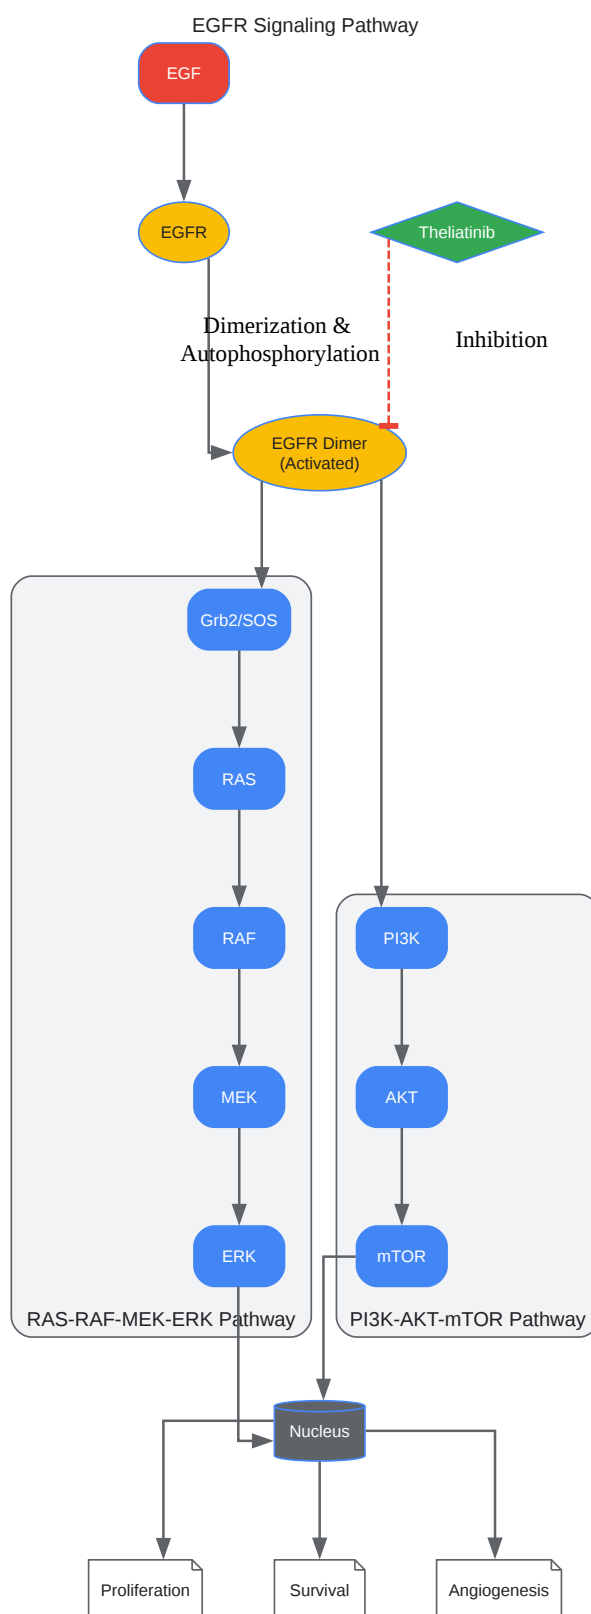 EGFR Signaling Pathway
EGF
EGFR
Theliatinib
Dimerization &
Autophosphorylation
Inhibition
EGFR Dimer
(Activated)
Grb2/SOS
RAS
RAF
PI3K
MEK
AKT
ERK
mTOR
RAS-RAF-MEK-ERK Pathway
PI3K-AKT-mTOR Pathway
Nucleus
Proliferation
Survival
Angiogenesis